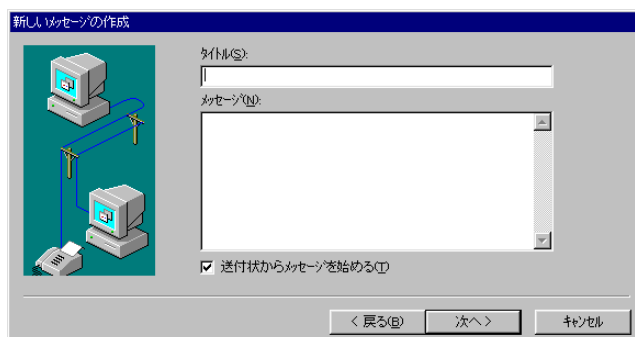 新しいメッセージの作成
ﾀｲﾄﾙ(S):
ﾒｯｾｰｼﾞ(N):
送付状からﾒｯｾｰｼﾞを始める(T)
< 戻る(B)
次へ >
ｷｬﾝｾﾙ